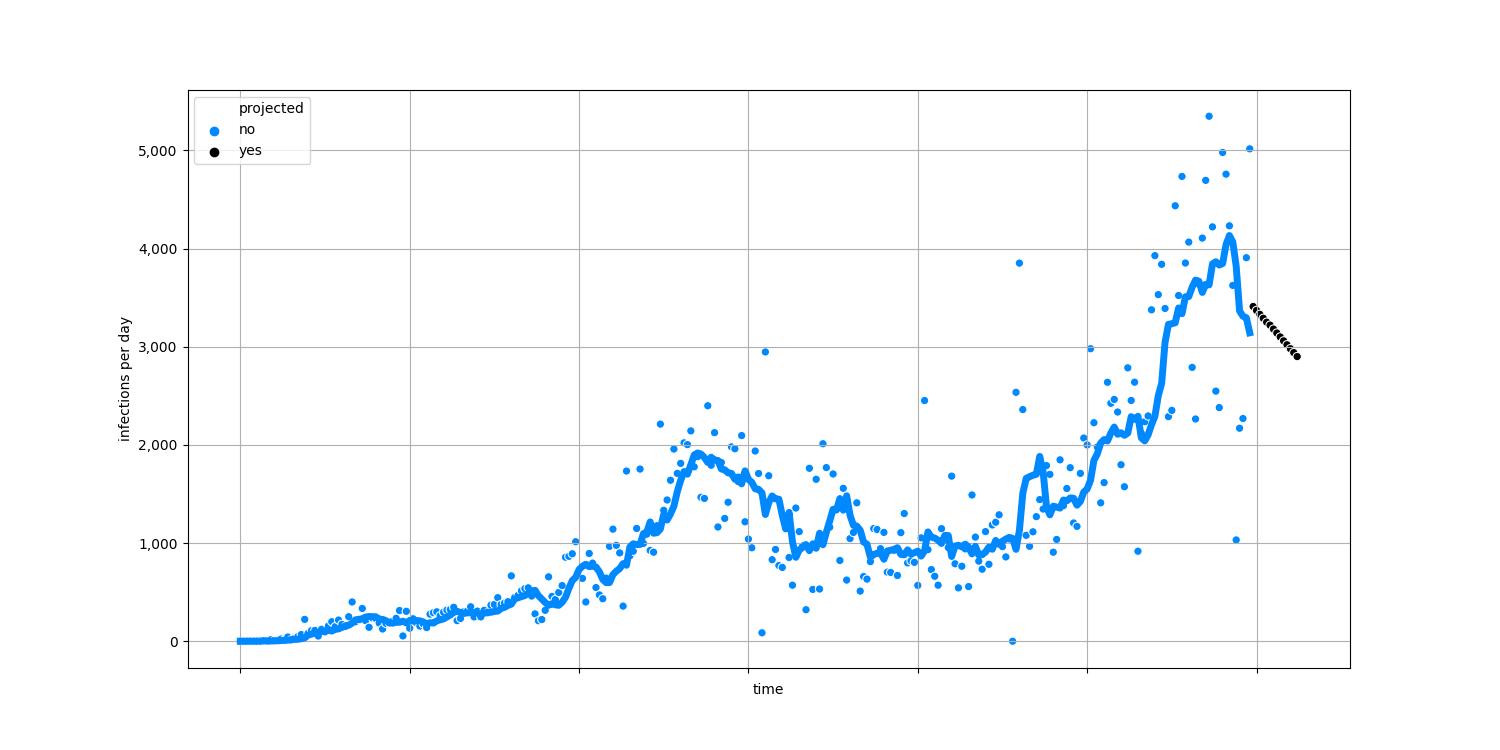 projected
no
yes
5,000
4,000
3,000
2,000
1,000
0
infections per day
time